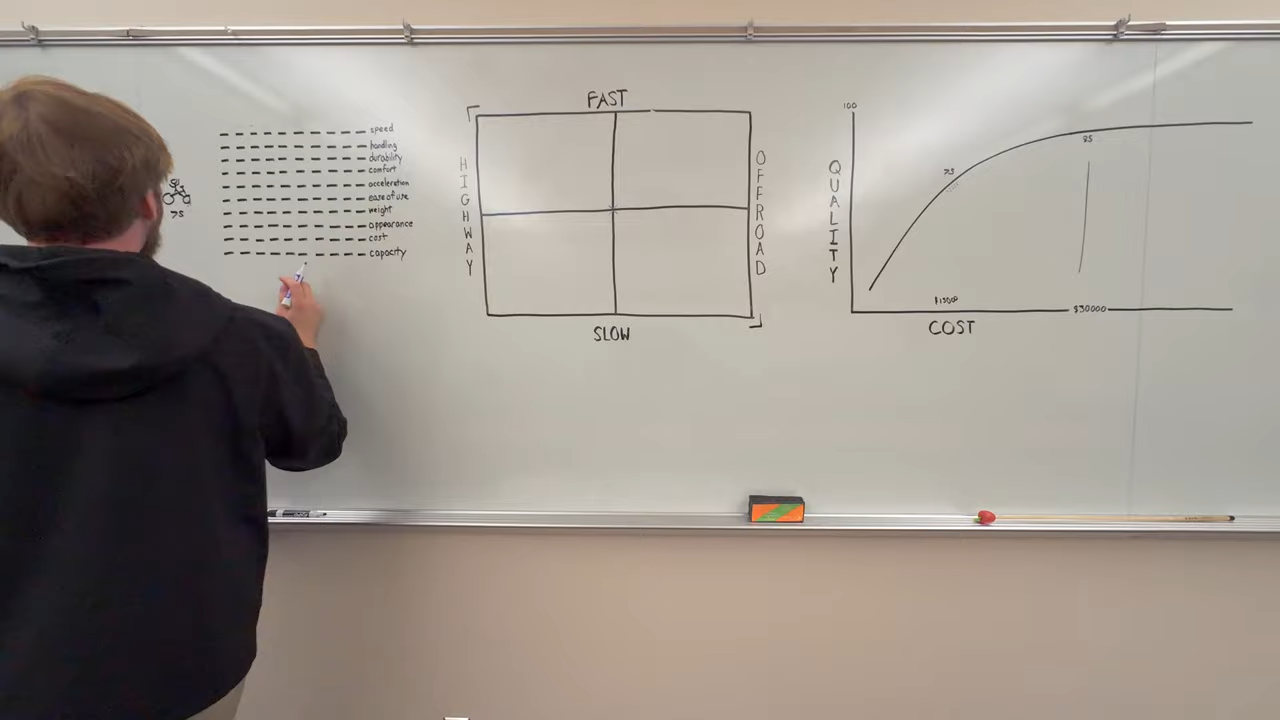 75
speed
handling
durability
comfort
acceleration
ease of use
weight
appearance
cost
capacity
FAST
HIGHWAY
OFFROAD
SLOW
100
QUALITY
75
85
$15000
$30000
COST